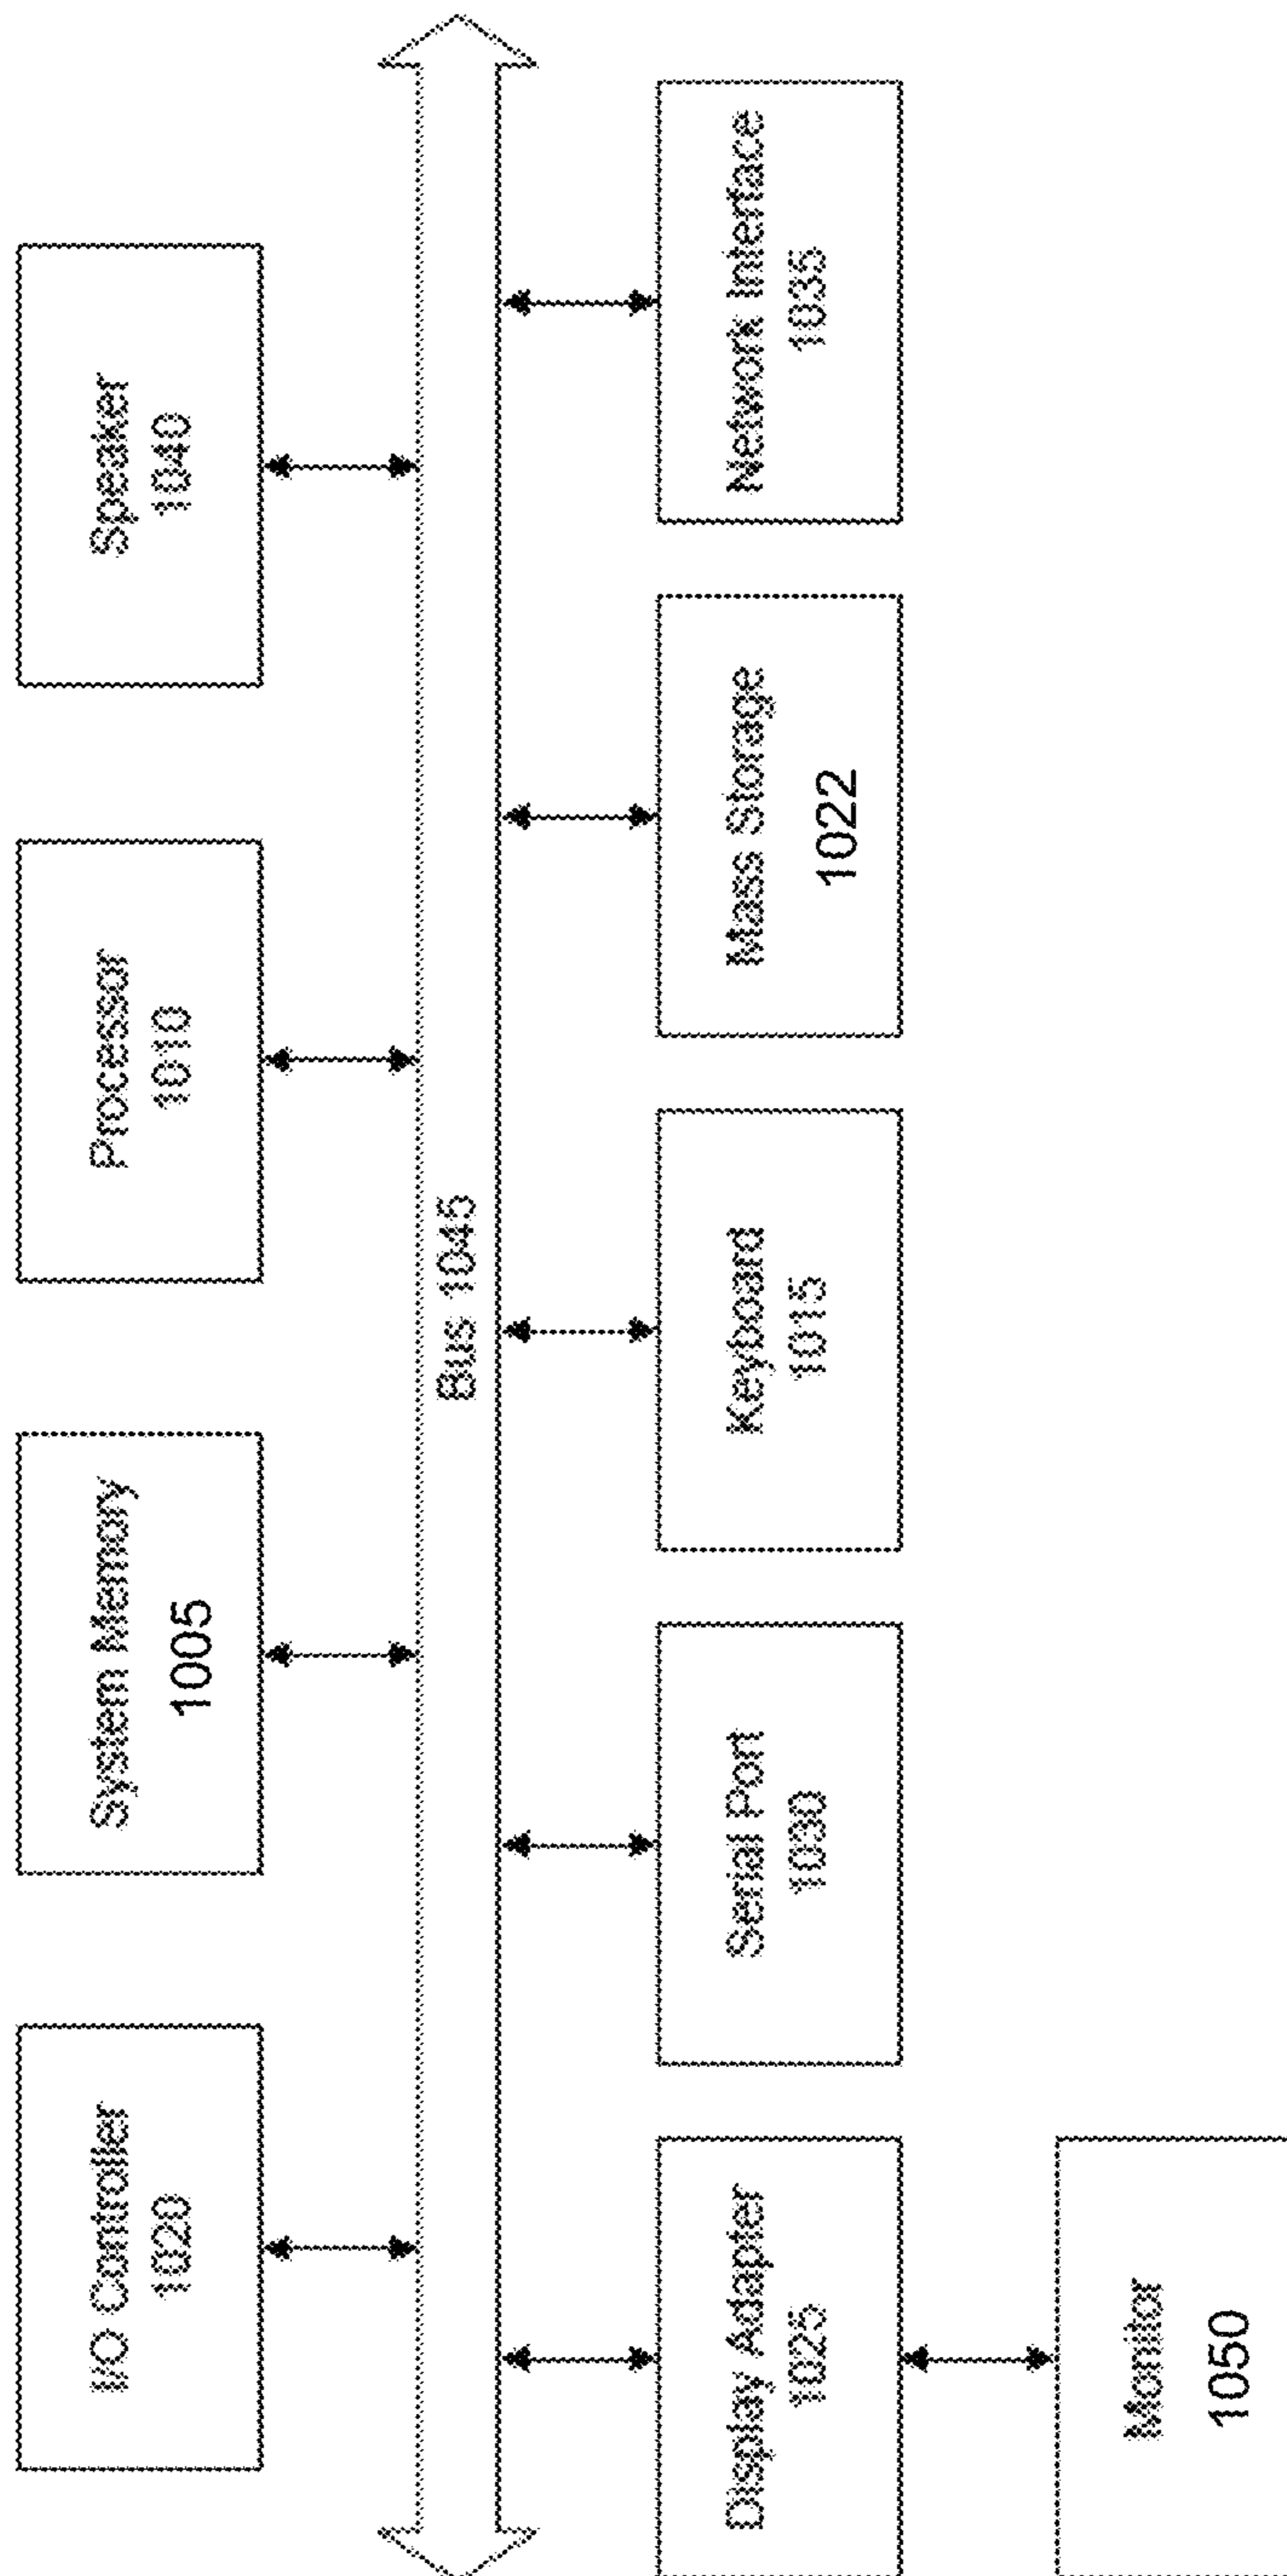 I/O Controller
1020
System Memory
1005
Processor
1010
Speaker
1040
Bus 1045
Display Adapter
1025
Serial Port
1030
Keyboard
1015
Mass Storage
1022
Network Interface
1035
Monitor
1050